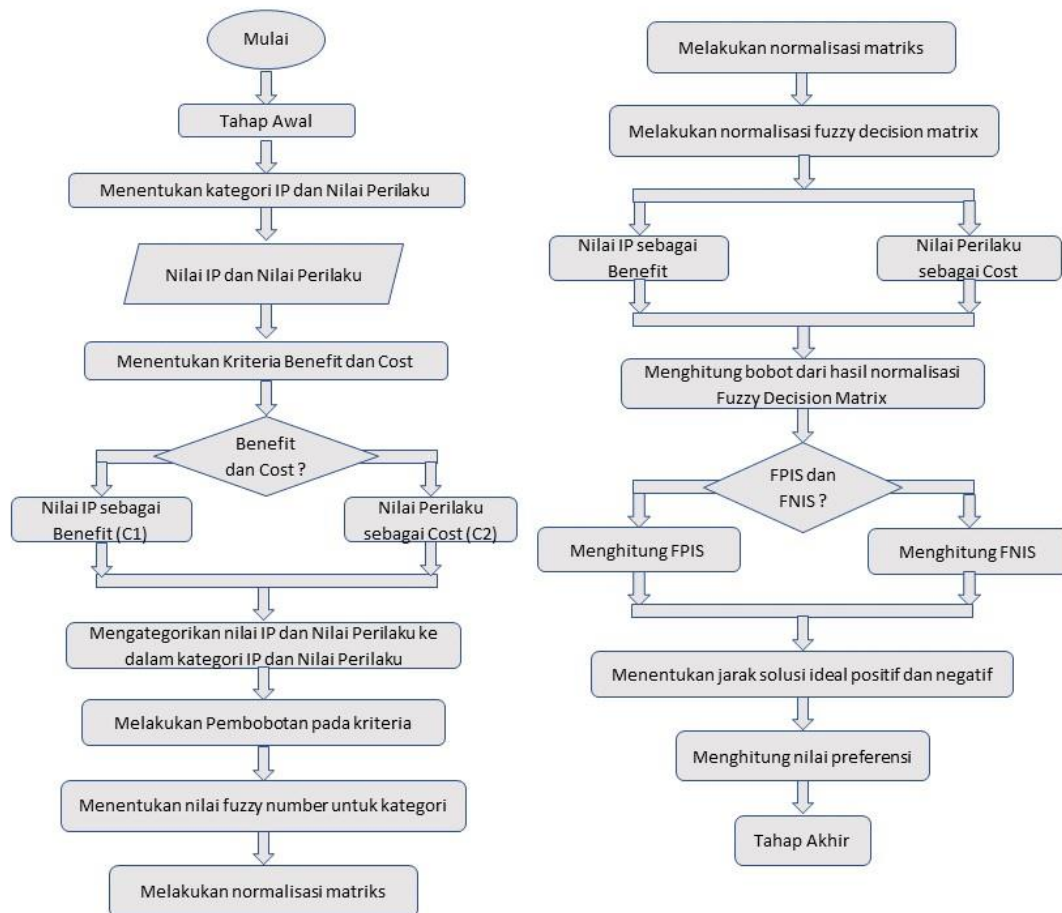 Mulai
Tahap Awal
Menentukan kategori IP dan Nilai Perilaku
Nilai IP dan Nilai Perilaku
Menentukan Kriteria Benefit dan Cost
Benefit
dan Cost ?
Nilai IP sebagai
Benefit (C1)
Nilai Perilaku
sebagai Cost (C2)
Mengategorikan nilai IP dan Nilai Perilaku ke
dalam kategori IP dan Nilai Perilaku
Melakukan Pembobotan pada kriteria
Menentukan nilai fuzzy number untuk kategori
Melakukan normalisasi matriks
Melakukan normalisasi matriks
Melakukan normalisasi fuzzy decision matrix
Nilai IP sebagai
Benefit
Nilai Perilaku
sebagai Cost
Menghitung bobot dari hasil normalisasi
Fuzzy Decision Matrix
FPIS dan
FNIS ?
Menghitung FPIS
Menghitung FNIS
Menentukan jarak solusi ideal positif dan negatif
Menghitung nilai preferensi
Tahap Akhir